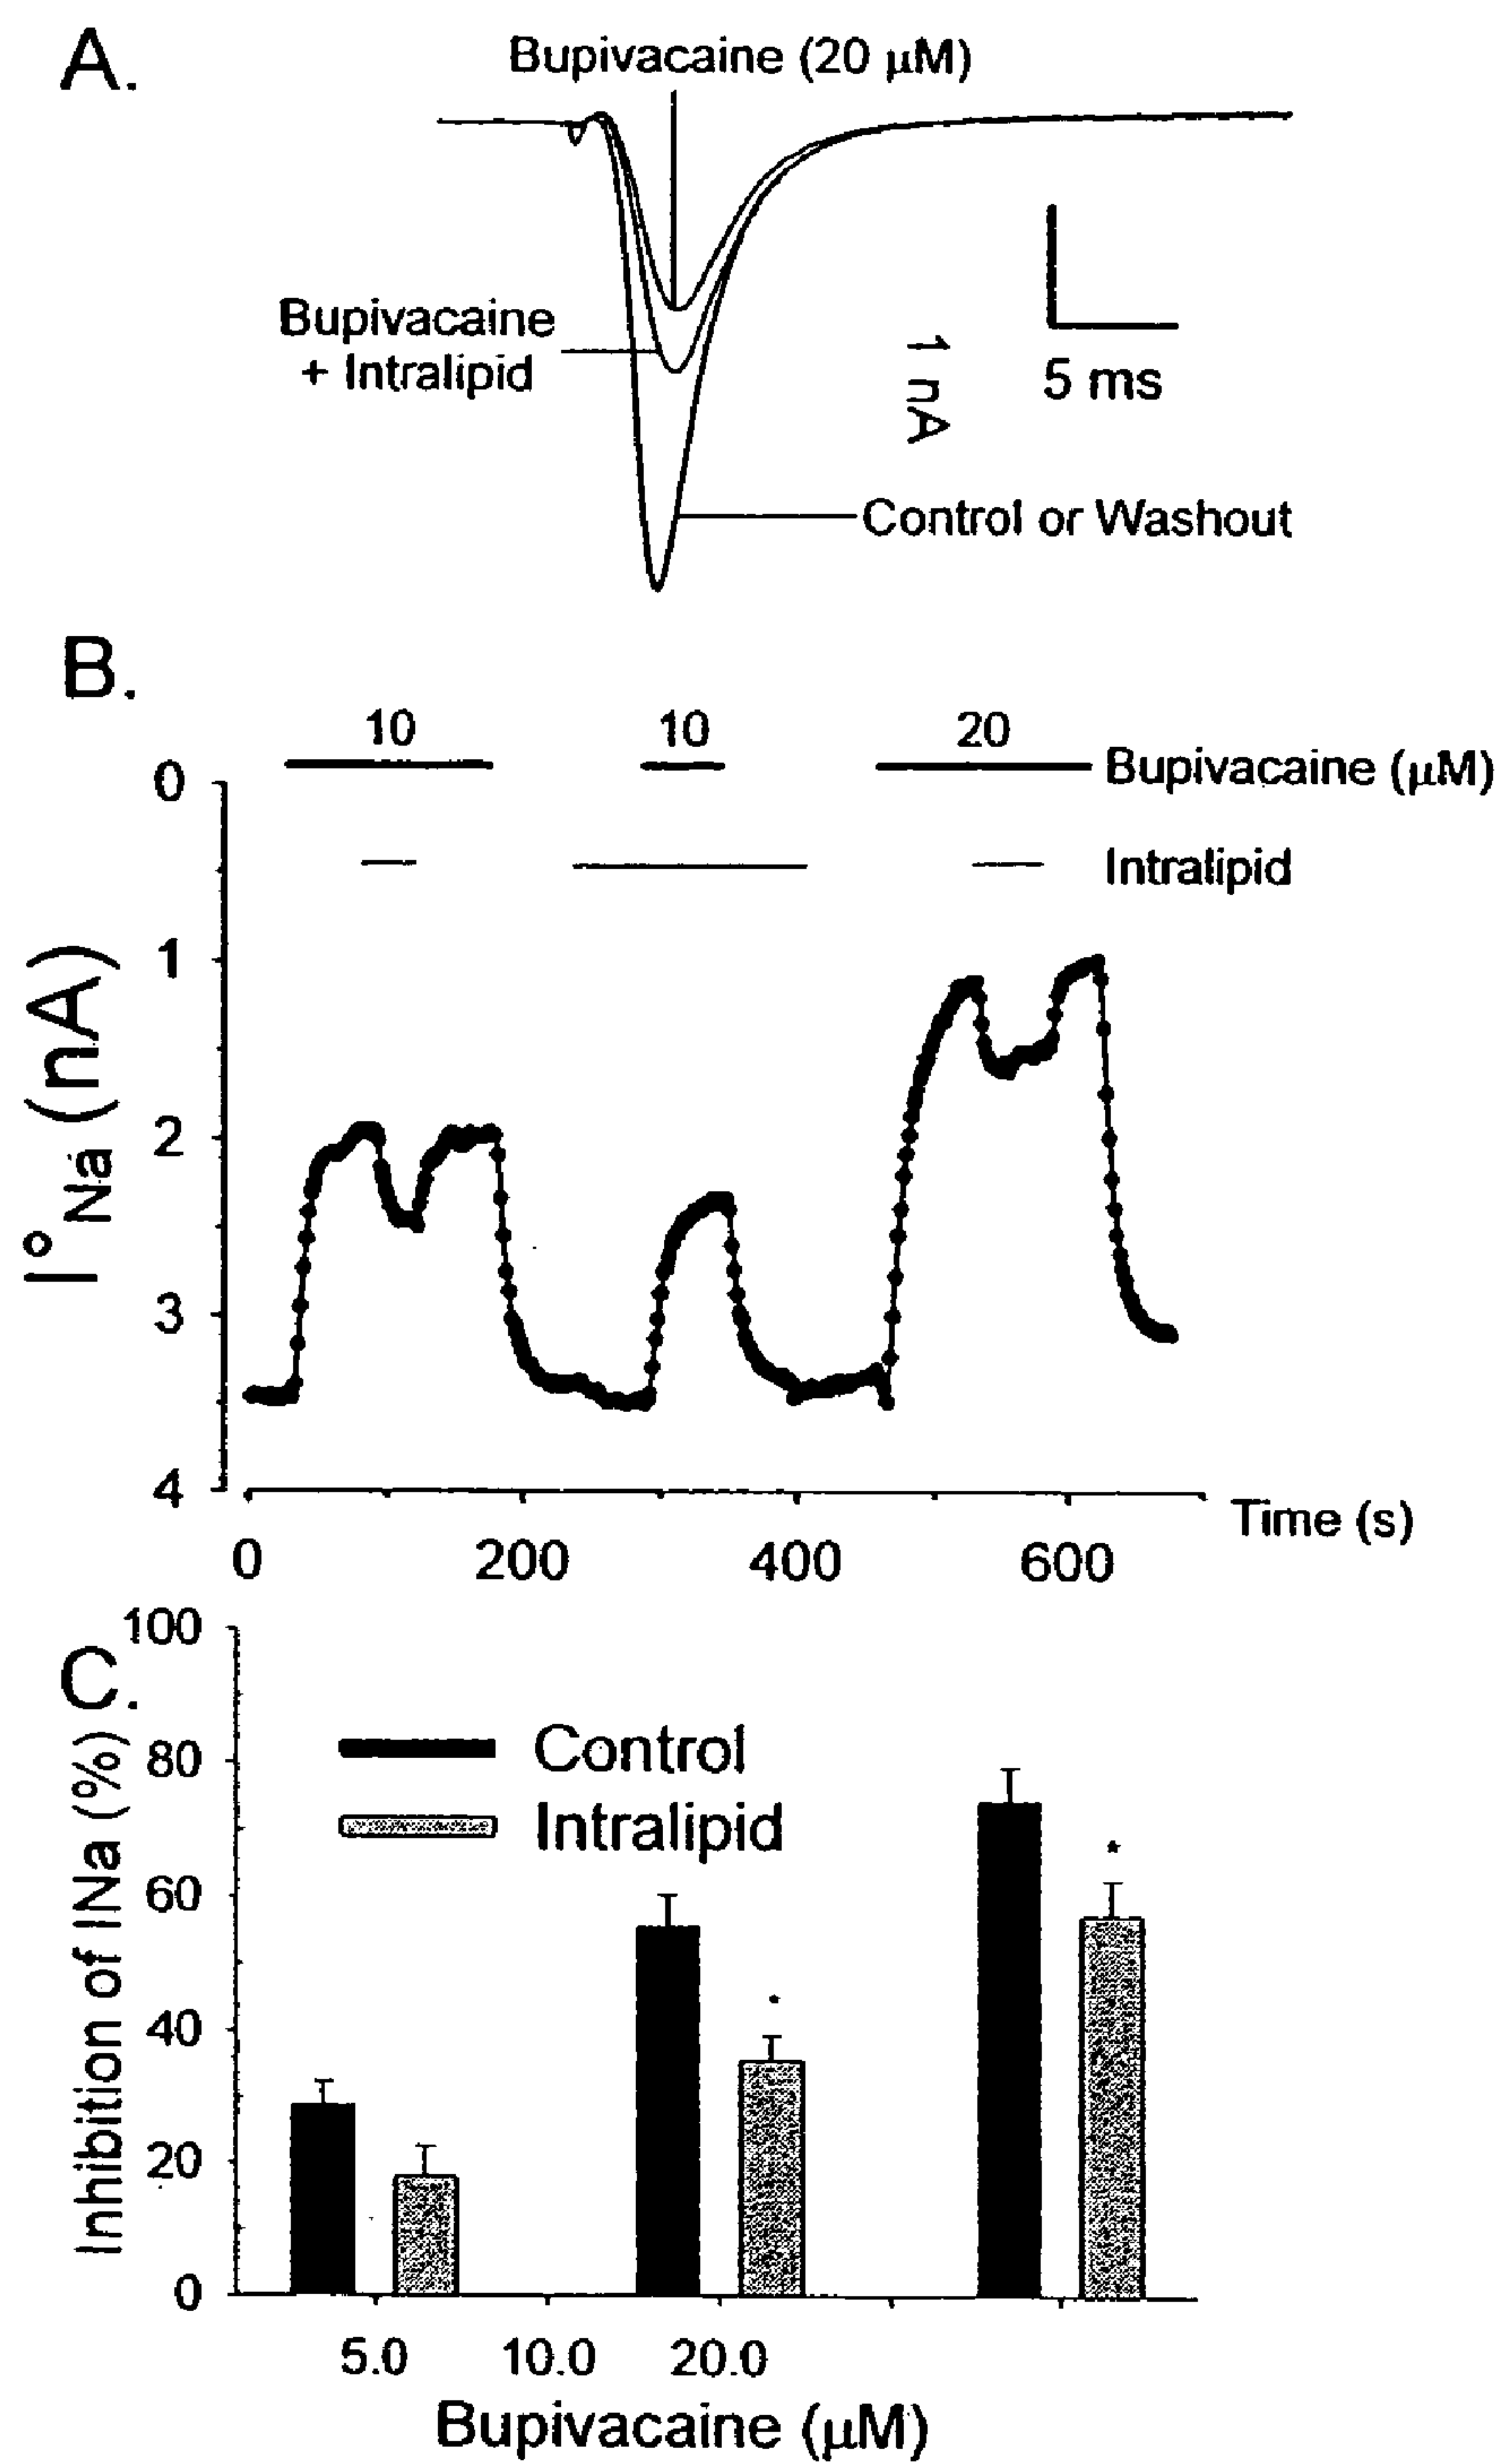 A.
Bupivacaine (20 μM)
Bupivacaine
+ Intralipid
1 nA
5 ms
Control or Washout
B.
10
10
20
Bupivacaine (μM)
Intralipid
0
1
2
3
4
I°Na (nA)
0
200
400
600
Time (s)
C.
100
80
60
40
20
0
Inhibition of INa (%)
Control
Intralipid
*
*
5.0
10.0
20.0
Bupivacaine (μM)